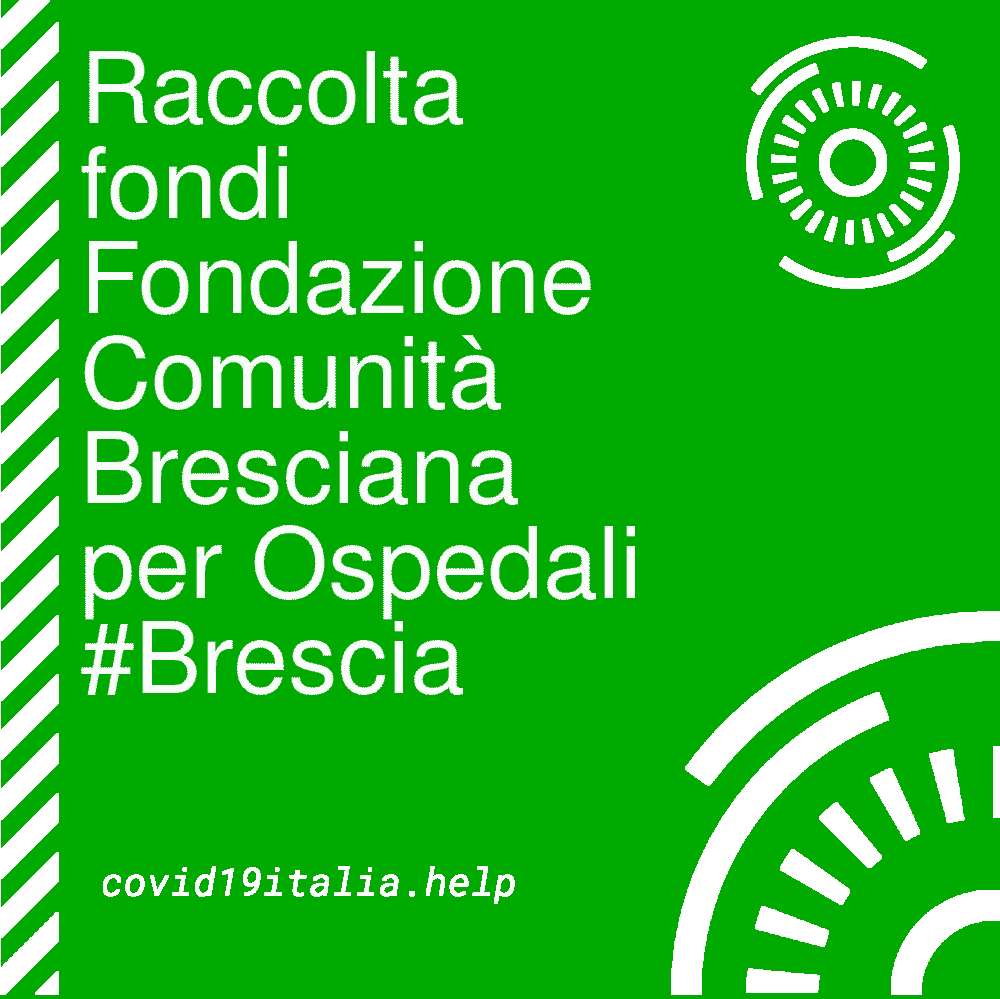 Raccolta
fondi
Fondazione
Comunità
Bresciana
per Ospedali
#Brescia
covid19italia.help